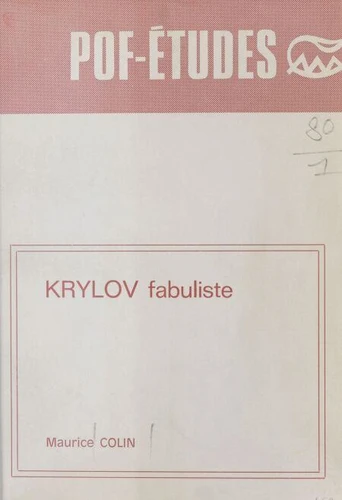 POF-ÉTUDES
80
1
KRYLOV fabuliste
Maurice COLIN